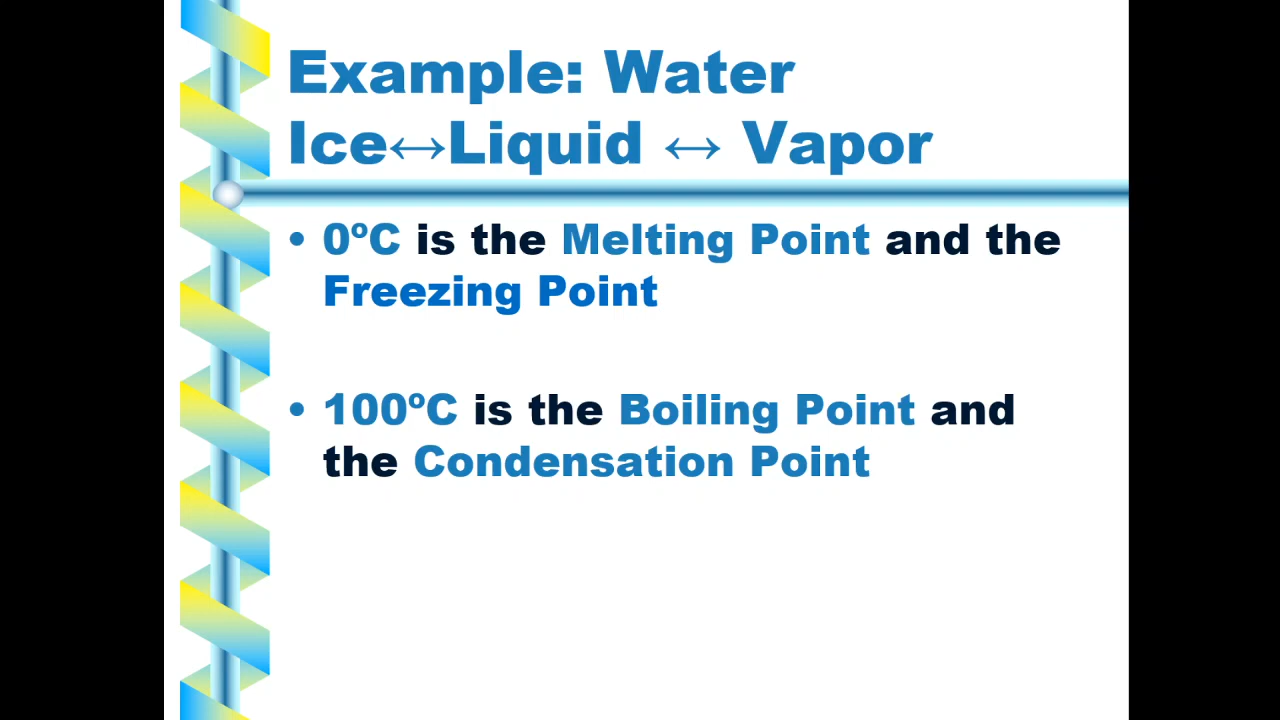 Example: Water
Ice↔Liquid ↔ Vapor
• 0ºC is the Melting Point and the
Freezing Point
• 100ºC is the Boiling Point and
the Condensation Point